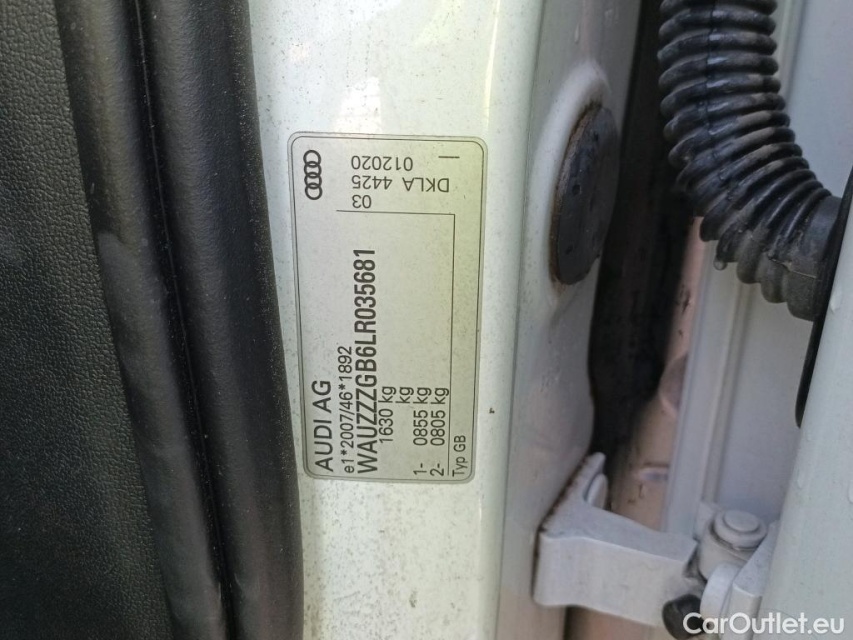 AUDI AG
e1*2007/46*1892
WAUZZZGB6LR035681
1630 kg
kg
1- 0855 kg
2- 0805 kg
Typ GB
03
DKLA 4425
012020
CarOutlet.eu